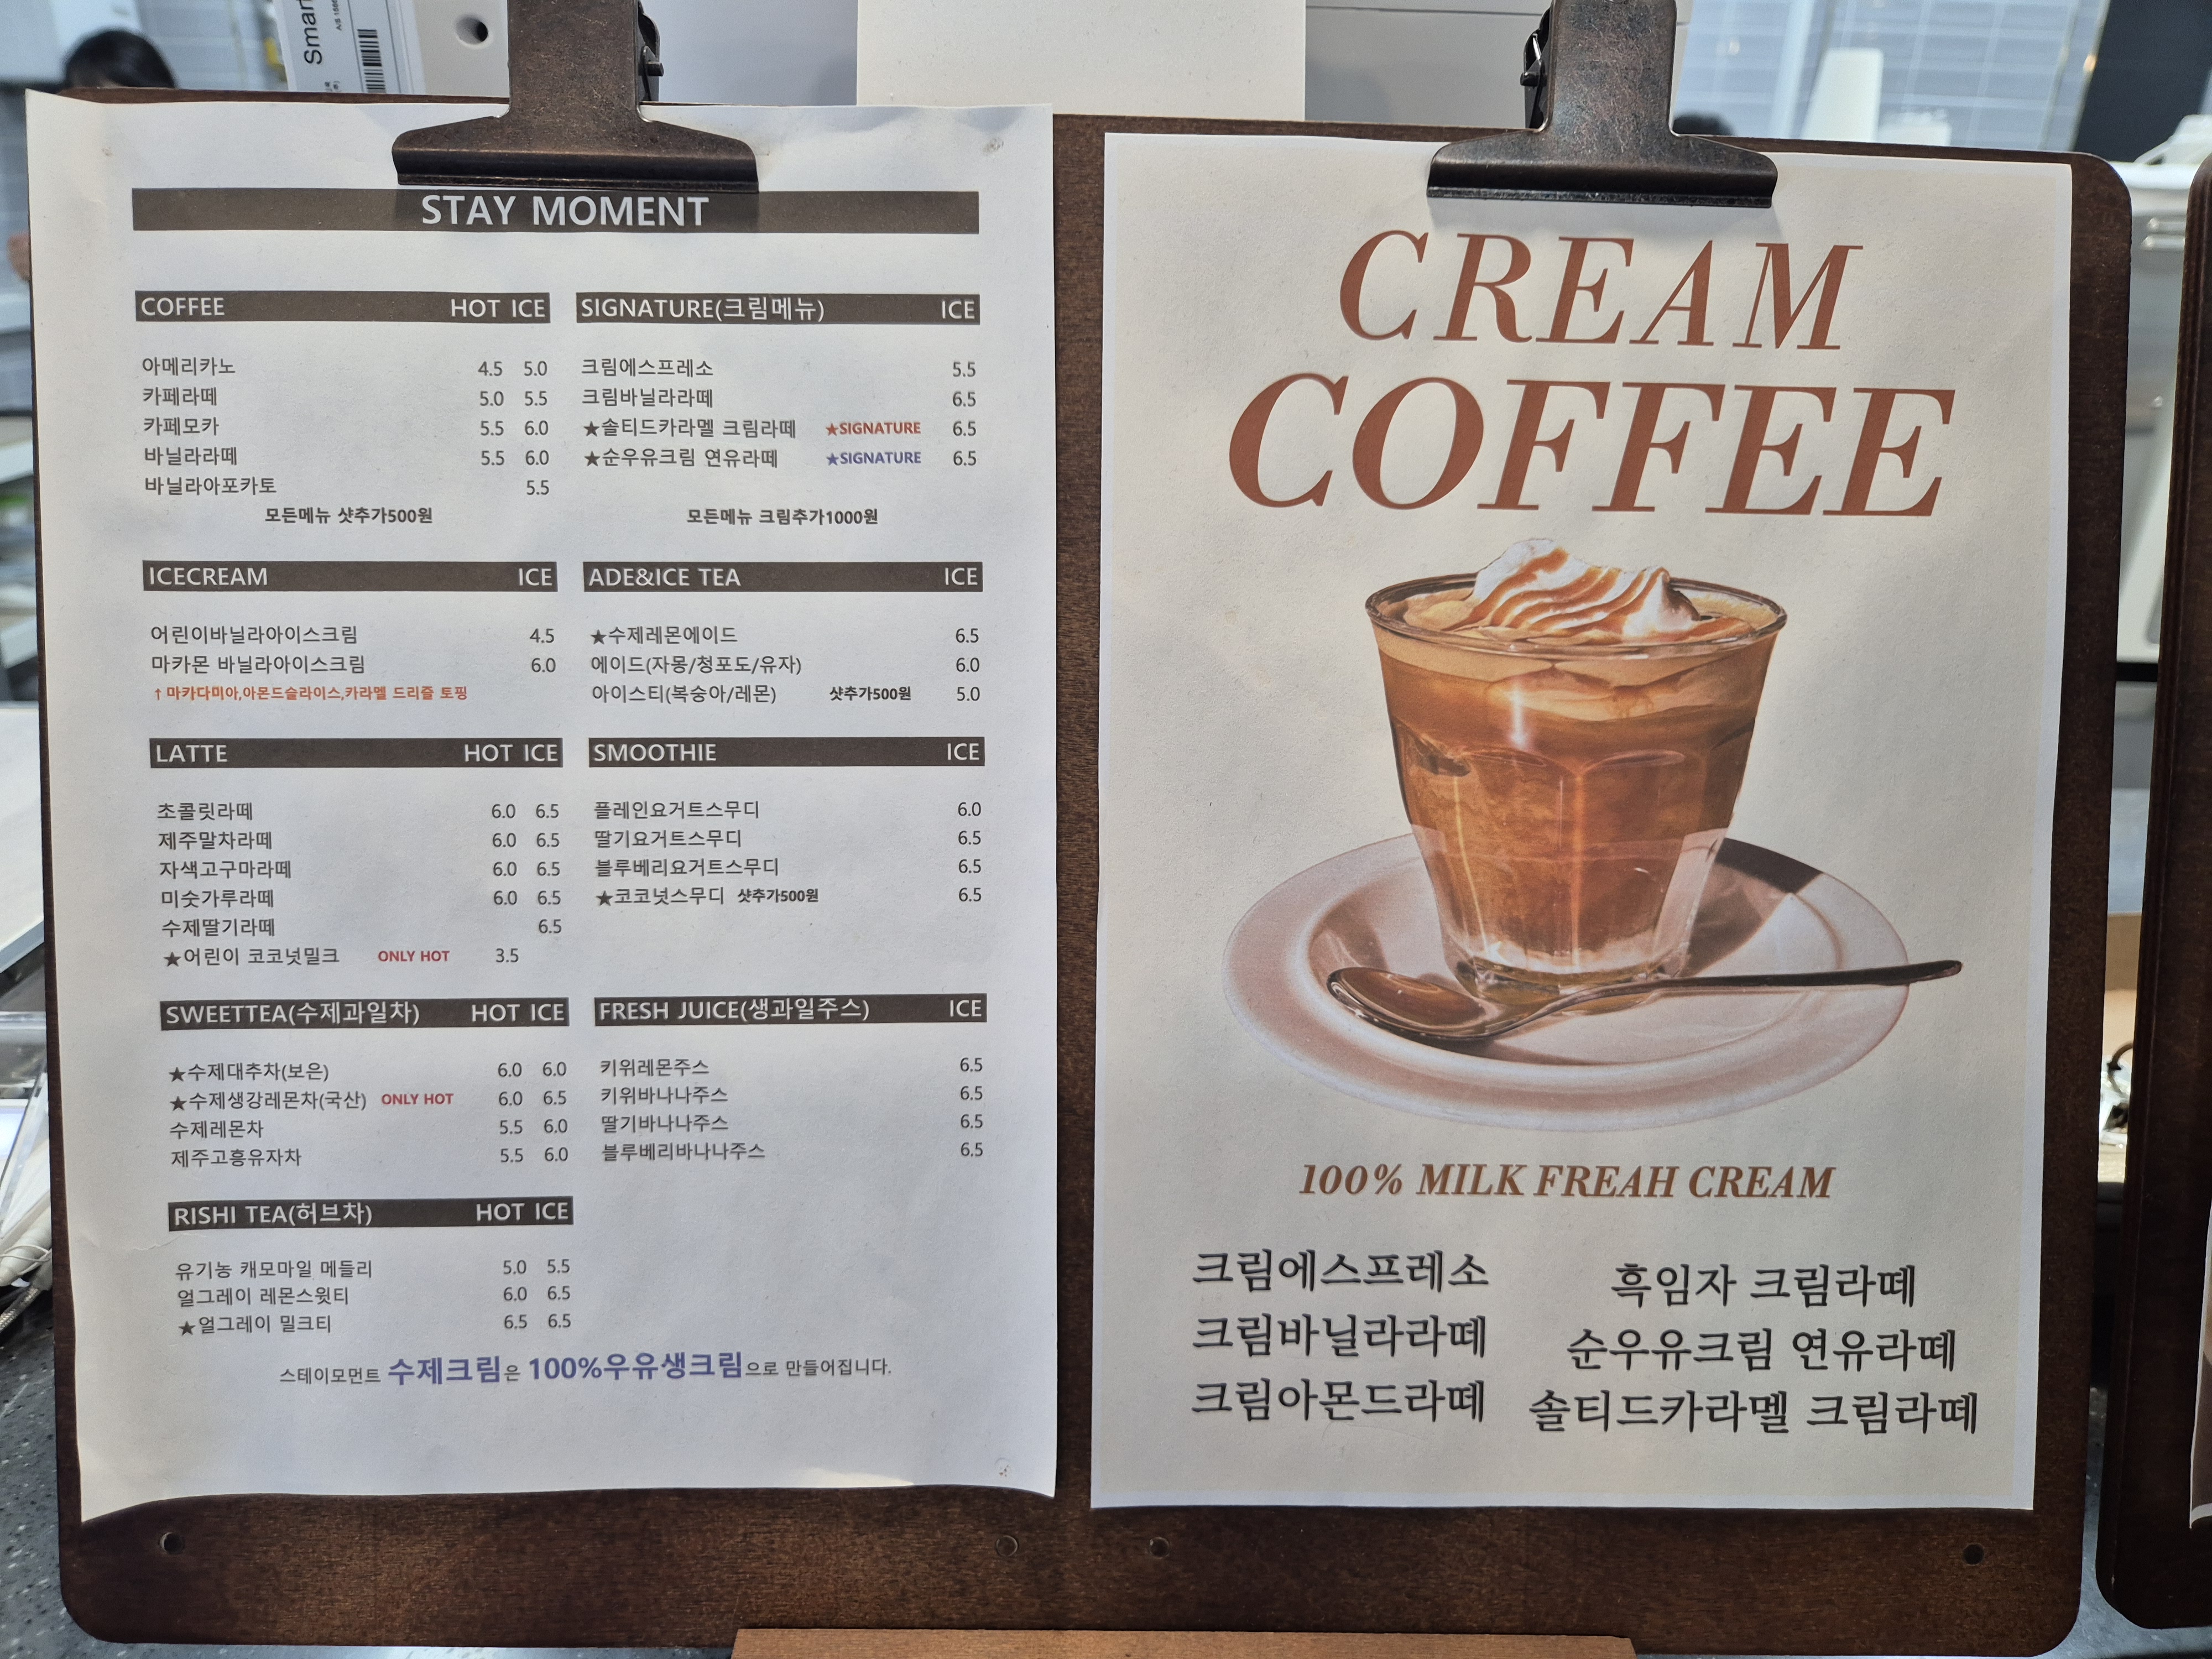 Smar
STAY MOMENT
COFFEE HOT ICE
아메리카노 4.5 5.0
카페라떼 5.0 5.5
카페모카 5.5 6.0
바닐라라떼 5.5 6.0
바닐라아포카토 5.5
모든메뉴 샷추가500원
SIGNATURE(크림메뉴) ICE
크림에스프레소 5.5
크림바닐라라떼 6.5
★솔티드카라멜 크림라떼 ★SIGNATURE 6.5
★순우유크림 연유라떼 ★SIGNATURE 6.5
모든메뉴 크림추가1000원
ICECREAM ICE
어린이바닐라아이스크림 4.5
마카몬 바닐라아이스크림 6.0
↑ 마카다미아,아몬드슬라이스,카라멜 드리즐 토핑
ADE&ICE TEA ICE
★수제레몬에이드 6.5
에이드(자몽/청포도/유자) 6.0
아이스티(복숭아/레몬) 샷추가500원 5.0
LATTE HOT ICE
초콜릿라떼 6.0 6.5
제주말차라떼 6.0 6.5
자색고구마라떼 6.0 6.5
미숫가루라떼 6.0 6.5
수제딸기라떼 6.5
★어린이 코코넛밀크 ONLY HOT 3.5
SMOOTHIE ICE
플레인요거트스무디 6.0
딸기요거트스무디 6.5
블루베리요거트스무디 6.5
★코코넛스무디 샷추가500원 6.5
SWEETTEA(수제과일차) HOT ICE
★수제대추차(보은) 6.0 6.0
★수제생강레몬차(국산) ONLY HOT 6.0 6.5
수제레몬차 5.5 6.0
제주고흥유자차 5.5 6.0
FRESH JUICE(생과일주스) ICE
키위레몬주스 6.5
키위바나나주스 6.5
딸기바나나주스 6.5
블루베리바나나주스 6.5
RISHI TEA(허브차) HOT ICE
유기농 캐모마일 메들리 5.0 5.5
얼그레이 레몬스윗티 6.0 6.5
★얼그레이 밀크티 6.5 6.5
스테이모먼트 수제크림은 100%우유생크림으로 만들어집니다.
CREAM
COFFEE
100% MILK FREAH CREAM
크림에스프레소
크림바닐라라떼
크림아몬드라떼
흑임자 크림라떼
순우유크림 연유라떼
솔티드카라멜 크림라떼